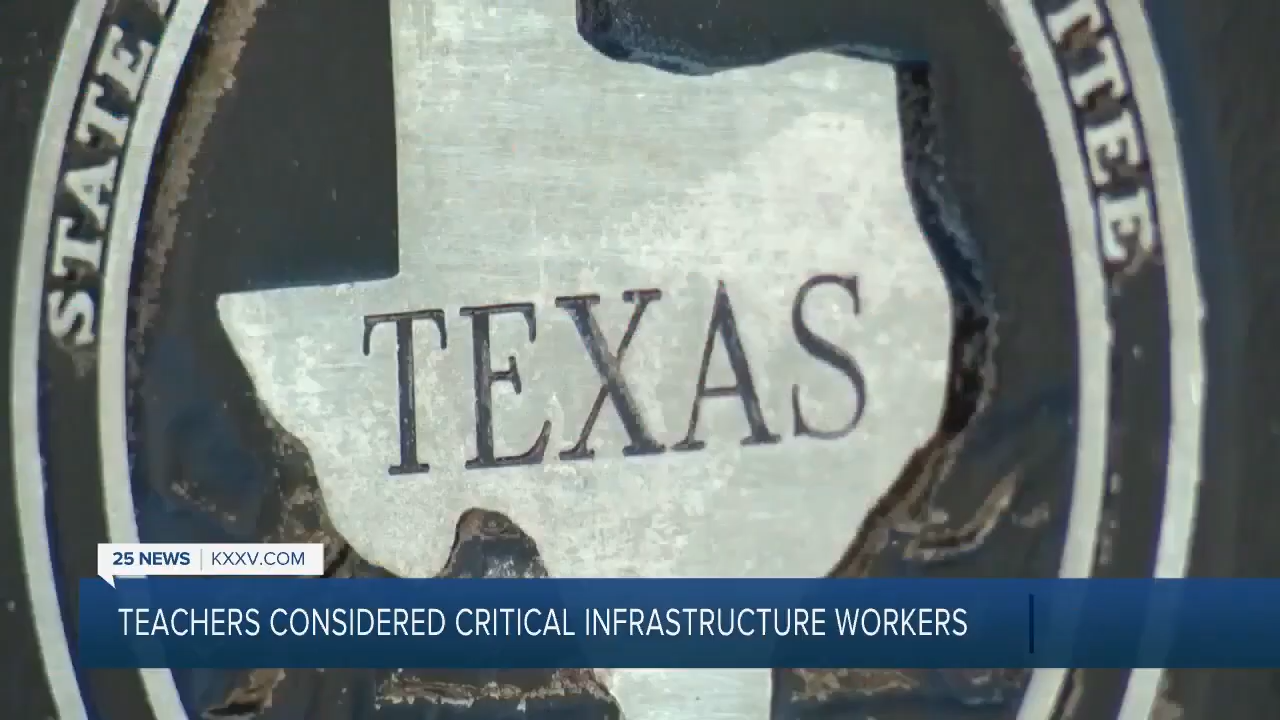 STATE
TEXAS
25 NEWS | KXXV.COM
TEACHERS CONSIDERED CRITICAL INFRASTRUCTURE WORKERS